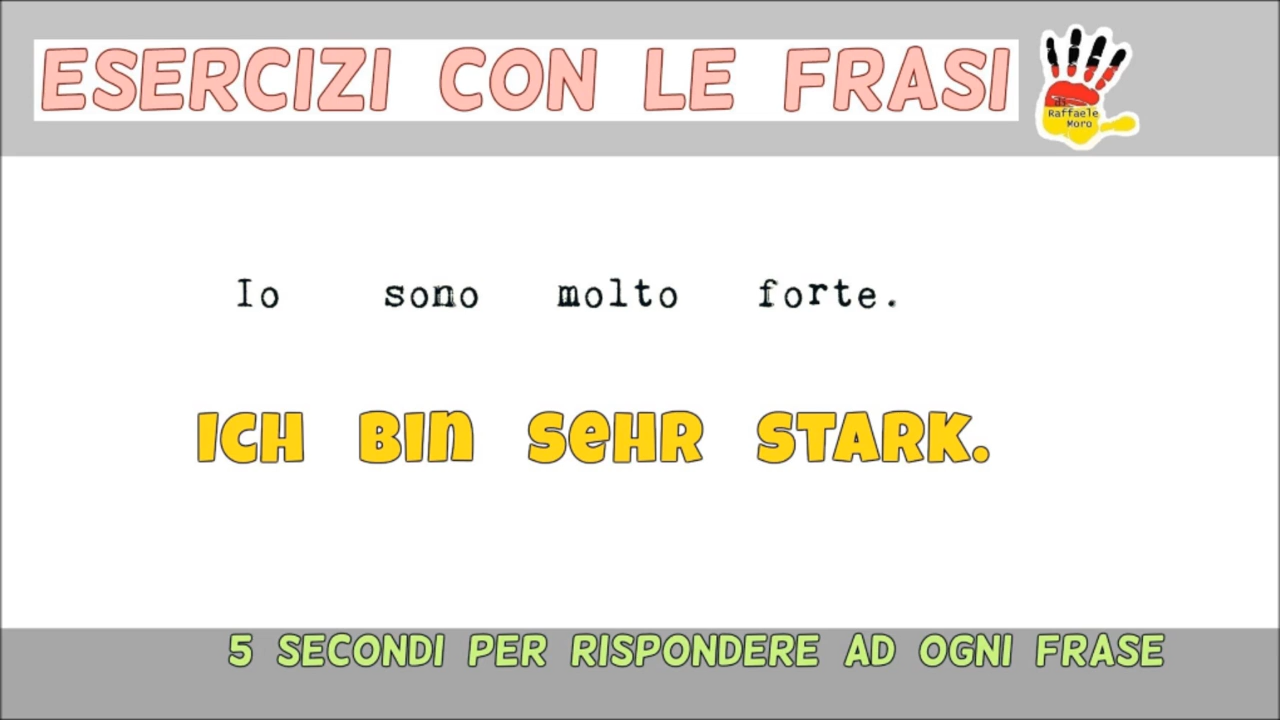 ESERCIZI CON LE FRASI
di
Raffaele
Moro
Io sono molto forte.
ICH BIN SEHR STARK.
5 SECONDI PER RISPONDERE AD OGNI FRASE